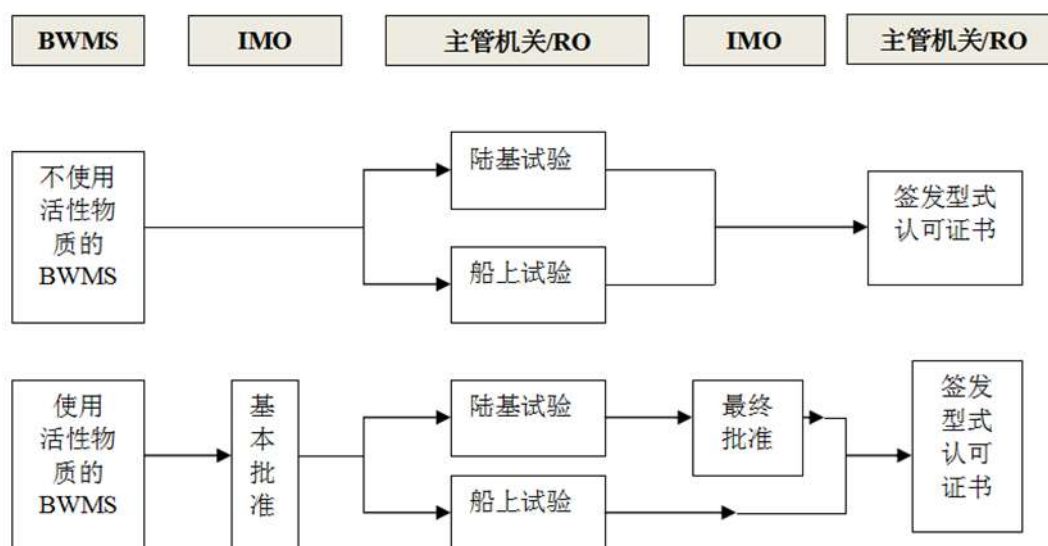 BWMS
IMO
主管机关/RO
IMO
主管机关/RO
不使用
活性物
质的
BWMS
陆基试验
船上试验
签发型式
认可证书
使用
活性物
质的
BWMS
基
本
批
准
陆基试验
船上试验
最终
批准
签发
型式
认可
证书